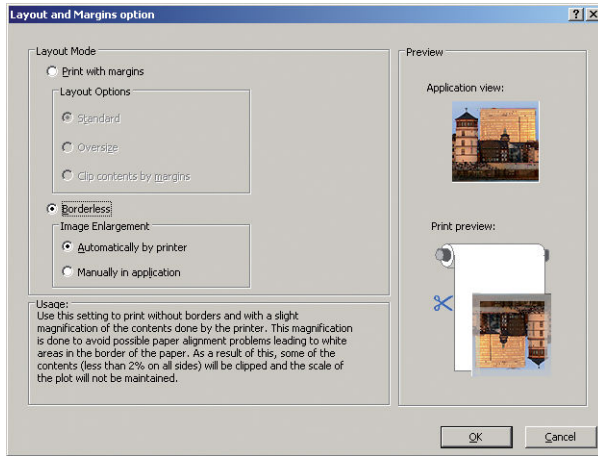 Layout and Margins option
Layout Mode
Print with margins
Layout Options
Standard
Oversize
Clip contents by margins
Borderless
Image Enlargement
Automatically by printer
Manually in application
Usage:
Use this setting to print without borders and with a slight
magnification of the contents done by the printer. This magnification
is done to avoid possible paper alignment problems leading to white
areas in the border of the paper. As a result of this, some of the
contents (less than 2% on all sides) will be clipped and the scale of
the plot will not be maintained.
Preview
Application view:
Print preview:
OK
Cancel